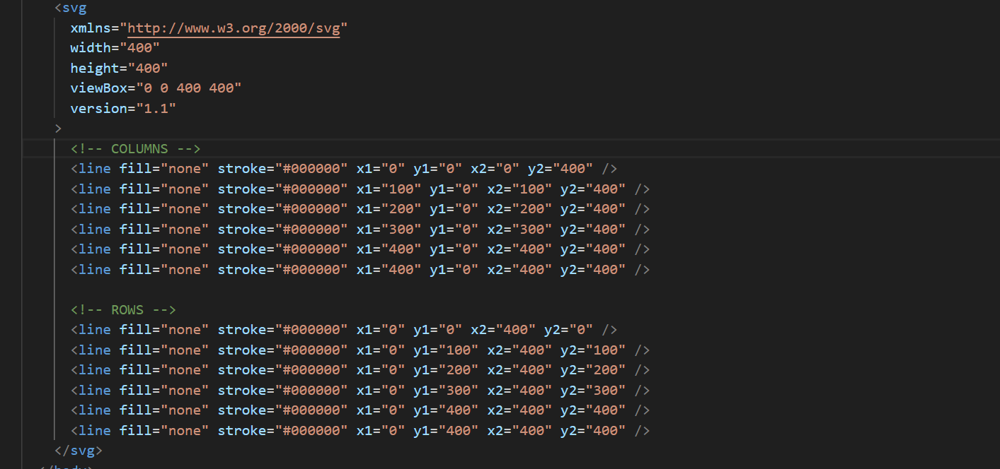 <svg
xmlns="http://www.w3.org/2000/svg"
width="400"
height="400"
viewBox="0 0 400 400"
version="1.1"
>
<!-- COLUMNS -->
<line fill="none" stroke="#000000" x1="0" y1="0" x2="0" y2="400" />
<line fill="none" stroke="#000000" x1="100" y1="0" x2="100" y2="400" />
<line fill="none" stroke="#000000" x1="200" y1="0" x2="200" y2="400" />
<line fill="none" stroke="#000000" x1="300" y1="0" x2="300" y2="400" />
<line fill="none" stroke="#000000" x1="400" y1="0" x2="400" y2="400" />
<line fill="none" stroke="#000000" x1="400" y1="0" x2="400" y2="400" />
<!-- ROWS -->
<line fill="none" stroke="#000000" x1="0" y1="0" x2="400" y2="0" />
<line fill="none" stroke="#000000" x1="0" y1="100" x2="400" y2="100" />
<line fill="none" stroke="#000000" x1="0" y1="200" x2="400" y2="200" />
<line fill="none" stroke="#000000" x1="0" y1="300" x2="400" y2="300" />
<line fill="none" stroke="#000000" x1="0" y1="400" x2="400" y2="400" />
<line fill="none" stroke="#000000" x1="0" y1="400" x2="400" y2="400" />
</svg>